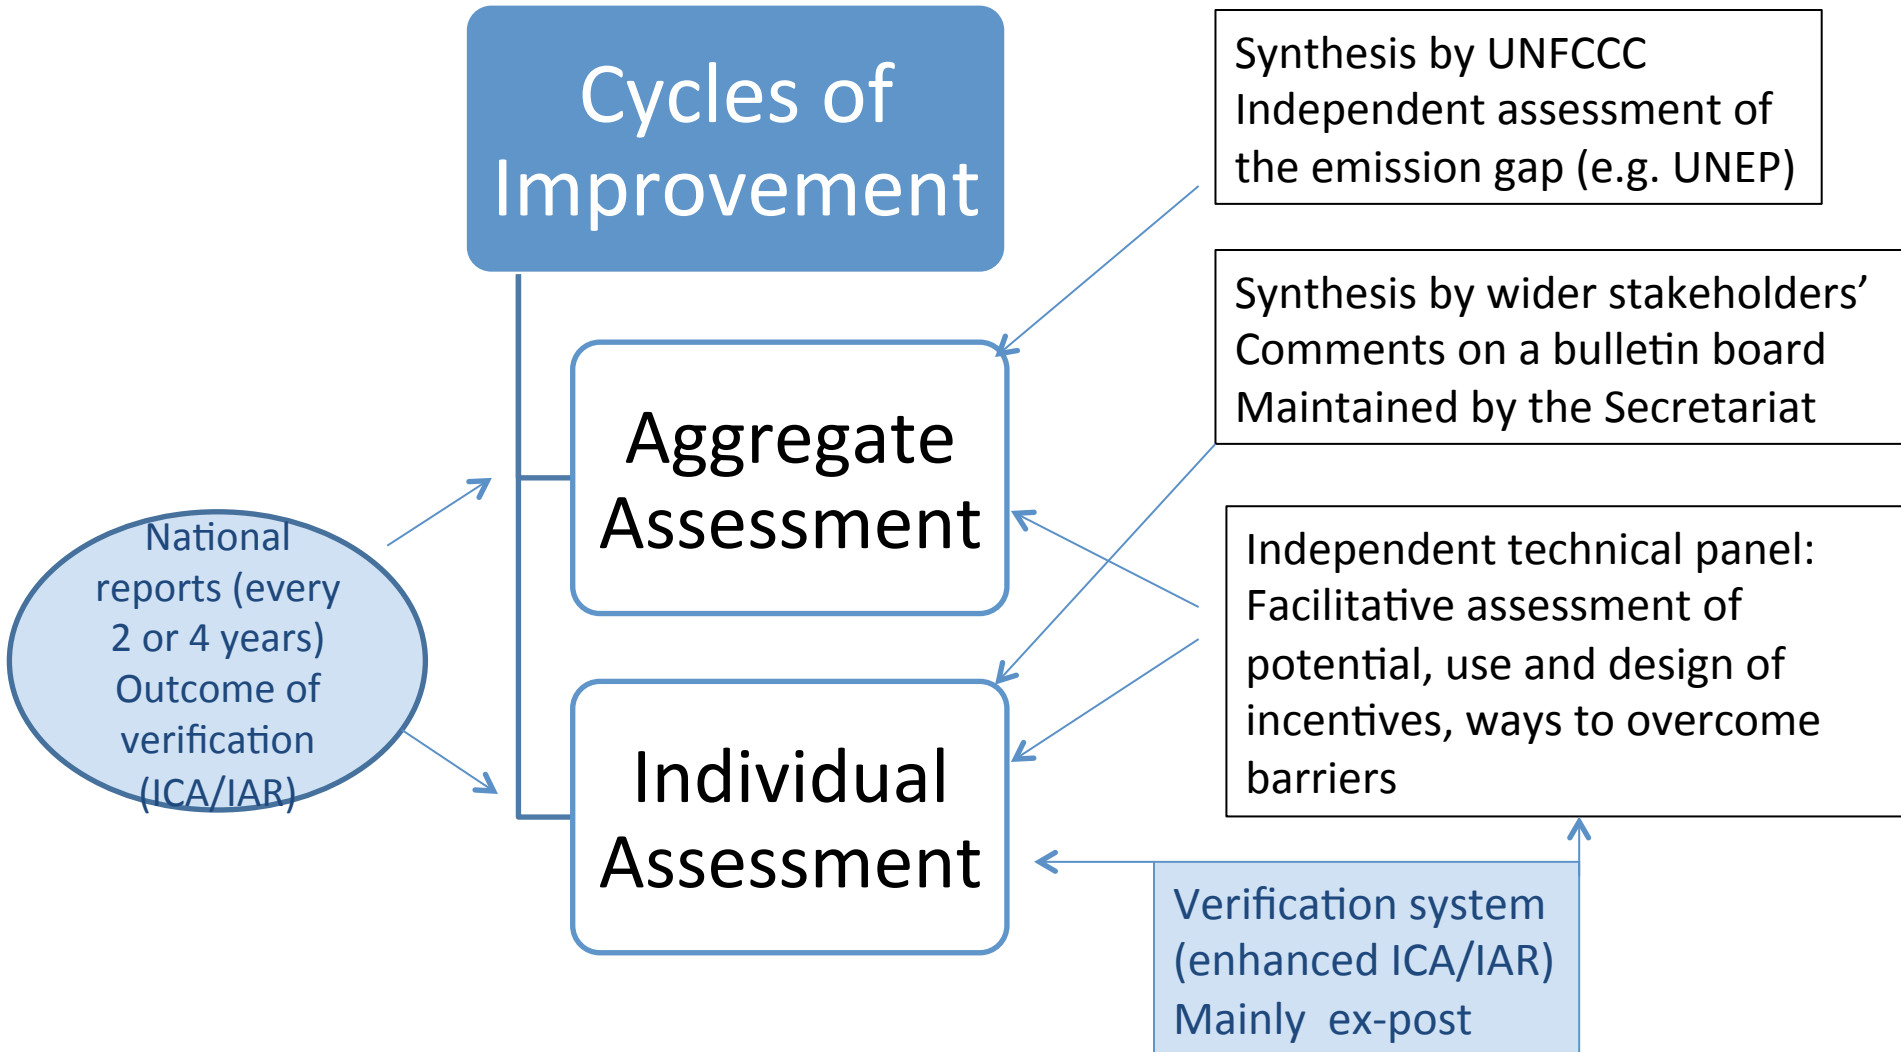 Cycles of
Improvement
Synthesis by UNFCCC
Independent assessment of
the emission gap (e.g. UNEP)
Synthesis by wider stakeholders’
Comments on a bulletin board
Maintained by the Secretariat
Aggregate
Assessment
National
reports (every
2 or 4 years)
Outcome of
verification
(ICA/IAR)
Independent technical panel:
Facilitative assessment of
potential, use and design of
incentives, ways to overcome
barriers
Individual
Assessment
Verification system
(enhanced ICA/IAR)
Mainly ex-post